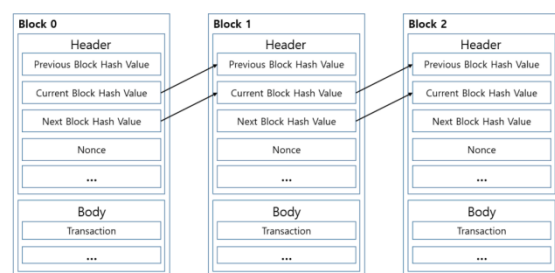 Block 0
Header
Previous Block Hash Value
Current Block Hash Value
Next Block Hash Value
Nonce
...
Body
Transaction
...
Block 1
Header
Previous Block Hash Value
Current Block Hash Value
Next Block Hash Value
Nonce
...
Body
Transaction
...
Block 2
Header
Previous Block Hash Value
Current Block Hash Value
Next Block Hash Value
Nonce
...
Body
Transaction
...